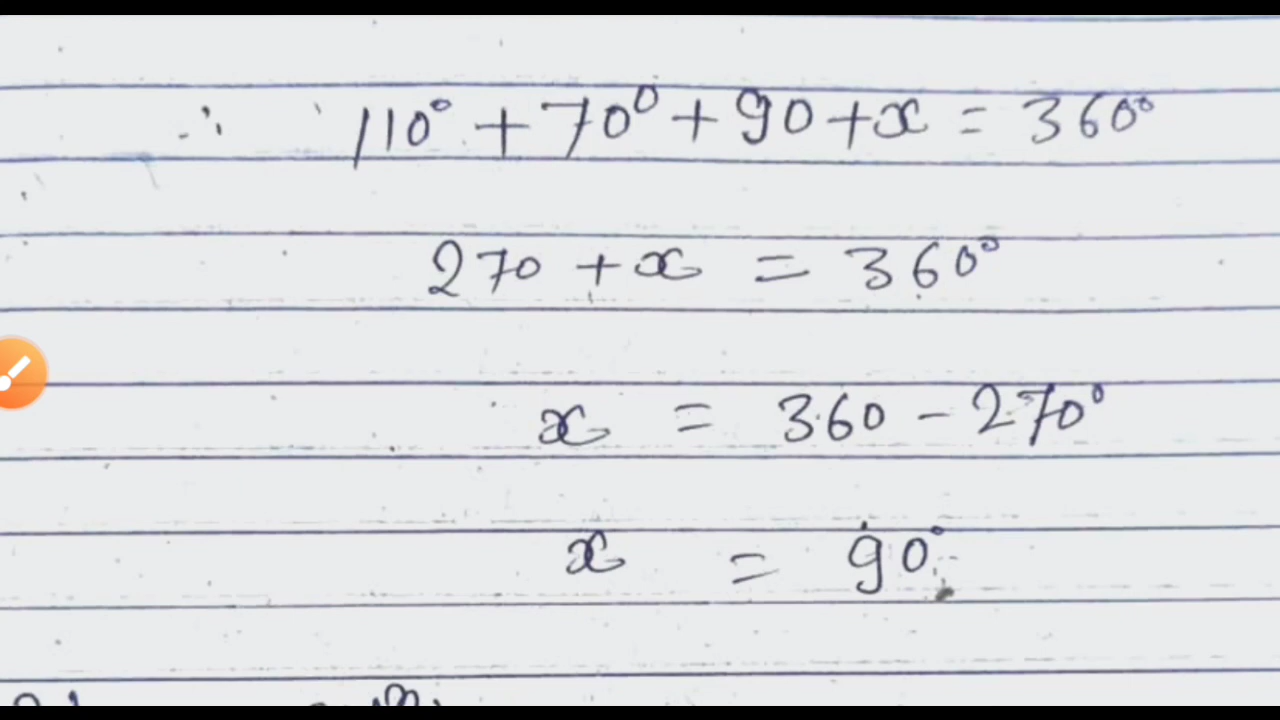 ∴ 110° + 70° + 90 + x = 360°
270 + x = 360°
x = 360 - 270°
x = 90°